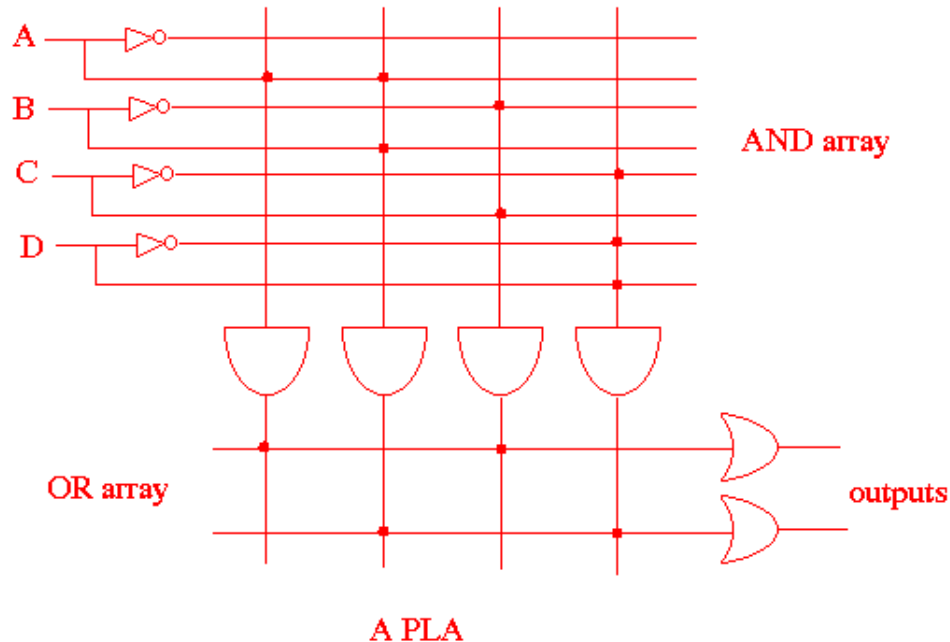 A
B
AND array
C
D
OR array
outputs
A PLA